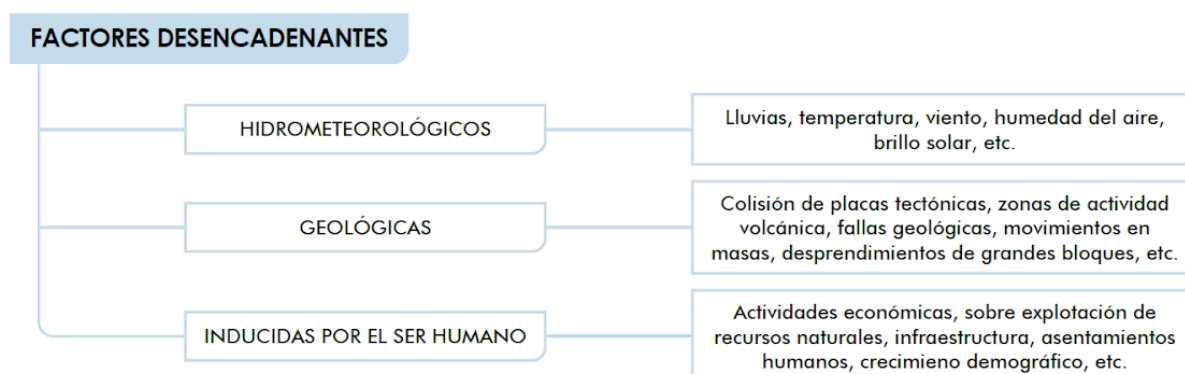 FACTORES DESENCADENANTES
HIDROMETEOROLÓGICOS
Lluvias, temperatura, viento, humedad del aire,
brillo solar, etc.
GEOLÓGICAS
Colisión de placas tectónicas, zonas de actividad
volcánica, fallas geológicas, movimientos en
masas, desprendimientos de grandes bloques, etc.
INDUCIDAS POR EL SER HUMANO
Actividades económicas, sobre explotación de
recursos naturales, infraestructura, asentamientos
humanos, crecimieno demográfico, etc.